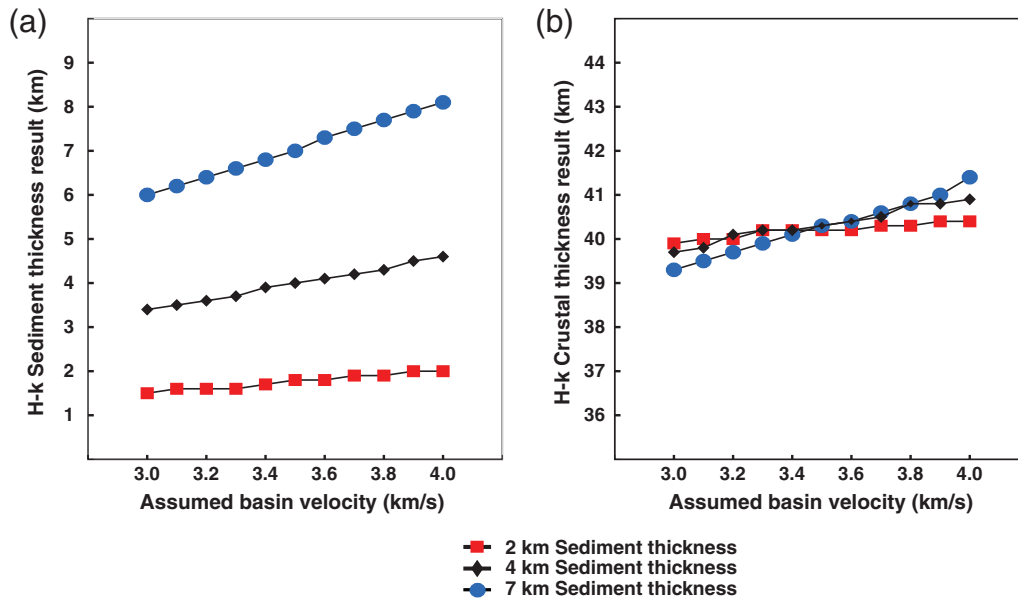 (a)
H-k Sediment thickness result (km)
9
8
7
6
5
4
3
2
1
3.0 3.2 3.4 3.6 3.8 4.0
Assumed basin velocity (km/s)
(b)
H-k Crustal thickness result (km)
44
43
42
41
40
39
38
37
36
3.0 3.2 3.4 3.6 3.8 4.0
Assumed basin velocity (km/s)
2 km Sediment thickness
4 km Sediment thickness
7 km Sediment thickness